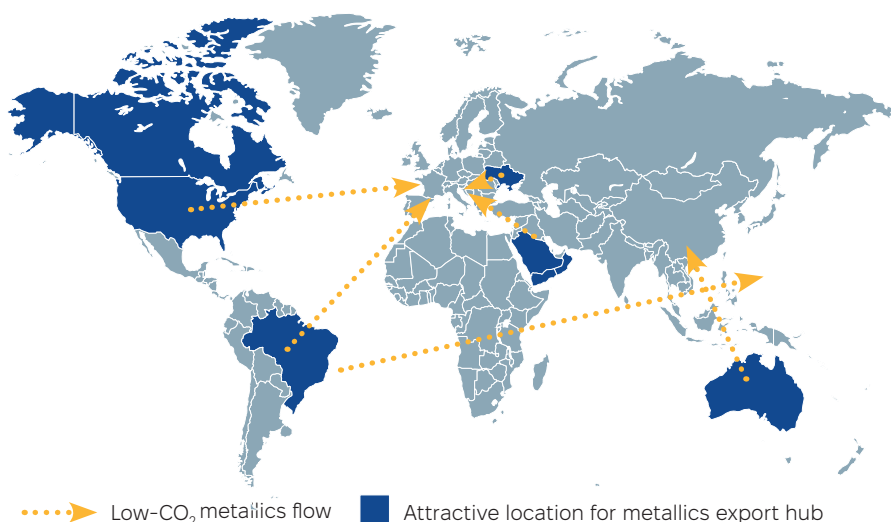 Low-CO₂ metallics flow
Attractive location for metallics export hub